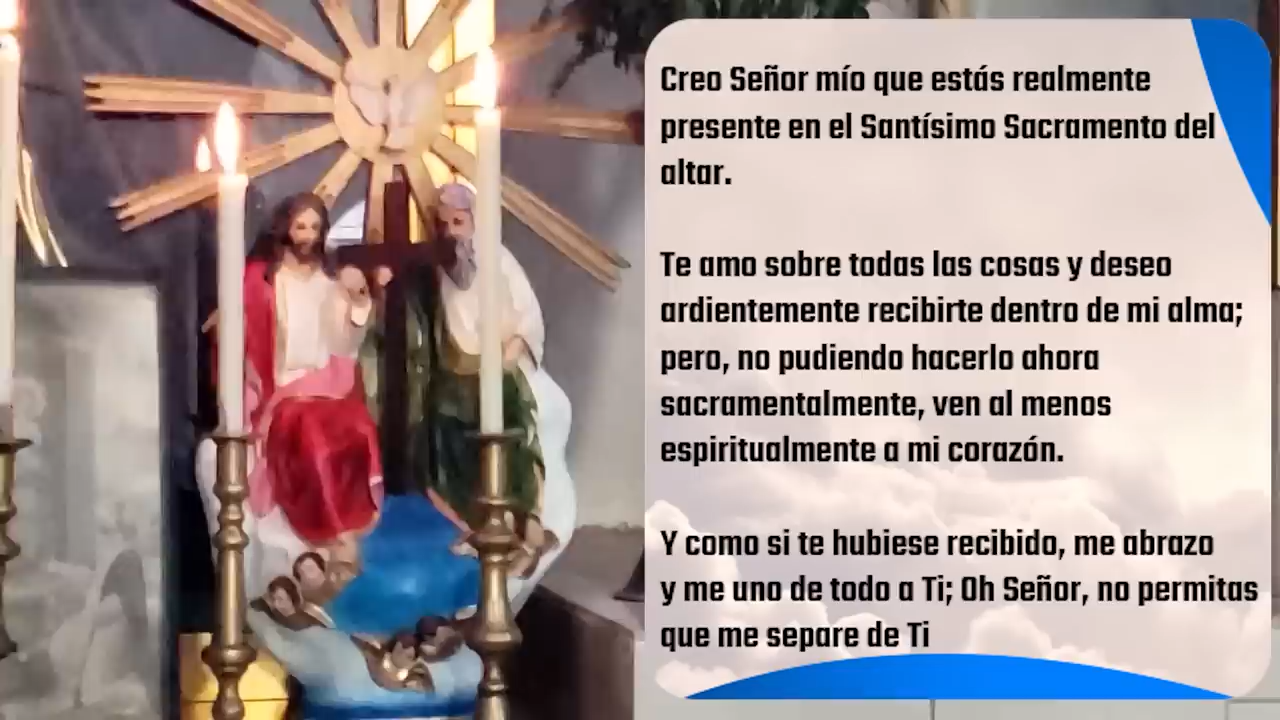 Creo Señor mío que estás realmente
presente en el Santísimo Sacramento del
altar.
Te amo sobre todas las cosas y deseo
ardientemente recibirte dentro de mi alma;
pero, no pudiendo hacerlo ahora
sacramentalmente, ven al menos
espiritualmente a mi corazón.
Y como si te hubiese recibido, me abrazo
y me uno de todo a Ti; Oh Señor, no permitas
que me separe de Ti